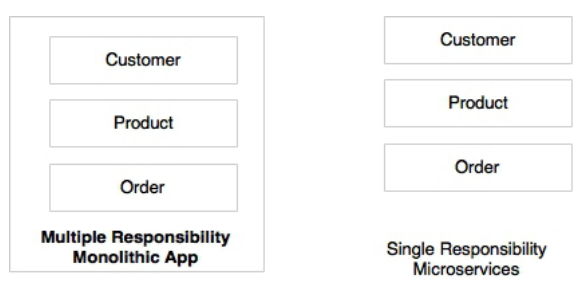 Customer
Product
Order
Multiple Responsibility
Monolithic App
Customer
Product
Order
Single Responsibility
Microservices